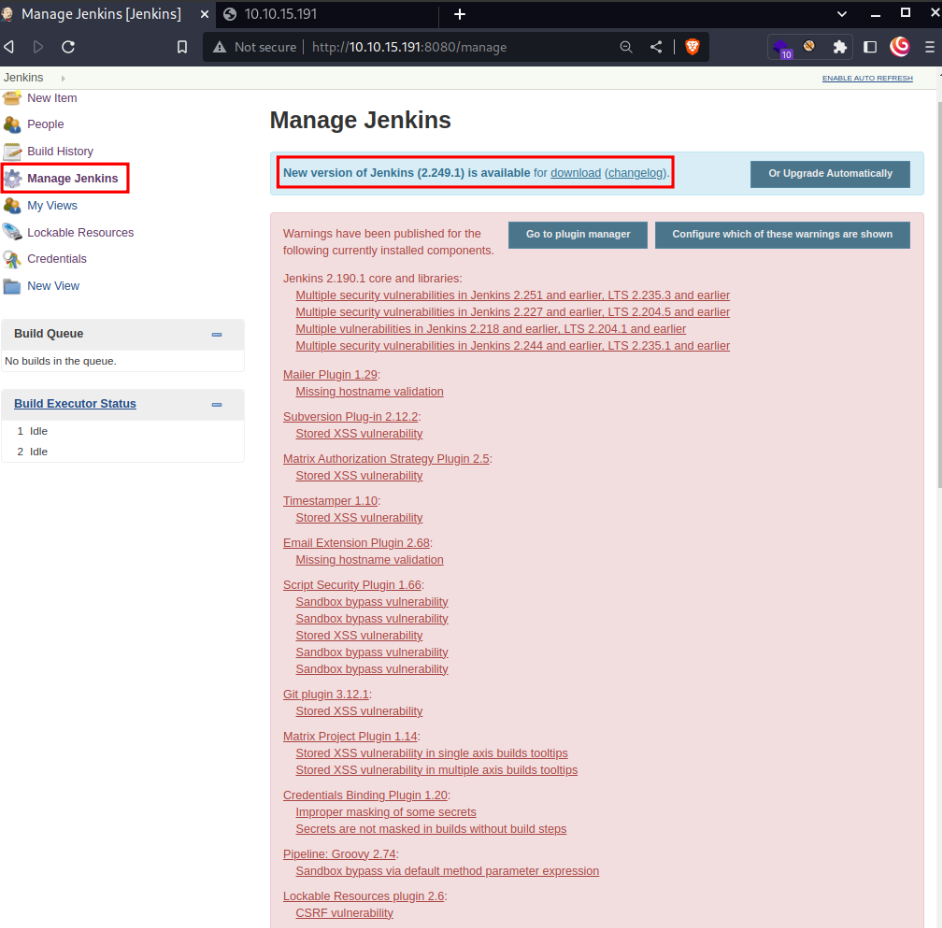 Manage Jenkins [Jenkins]
10.10.15.191
Not secure
http://10.10.15.191:8080/manage
10
Jenkins
ENABLE AUTO REFRESH
New Item
People
Build History
Manage Jenkins
My Views
Lockable Resources
Credentials
New View
Build Queue
No builds in the queue.
Build Executor Status
1 Idle
2 Idle
Manage Jenkins
New version of Jenkins (2.249.1) is available for download (changelog).
Or Upgrade Automatically
Warnings have been published for the
following currently installed components.
Go to plugin manager
Configure which of these warnings are shown
Jenkins 2.190.1 core and libraries:
Multiple security vulnerabilities in Jenkins 2.251 and earlier, LTS 2.235.3 and earlier
Multiple security vulnerabilities in Jenkins 2.227 and earlier, LTS 2.204.5 and earlier
Multiple vulnerabilities in Jenkins 2.218 and earlier, LTS 2.204.1 and earlier
Multiple security vulnerabilities in Jenkins 2.244 and earlier, LTS 2.235.1 and earlier
Mailer Plugin 1.29:
Missing hostname validation
Subversion Plug-in 2.12.2:
Stored XSS vulnerability
Matrix Authorization Strategy Plugin 2.5:
Stored XSS vulnerability
Timestamper 1.10:
Stored XSS vulnerability
Email Extension Plugin 2.68:
Missing hostname validation
Script Security Plugin 1.66:
Sandbox bypass vulnerability
Sandbox bypass vulnerability
Stored XSS vulnerability
Sandbox bypass vulnerability
Sandbox bypass vulnerability
Git plugin 3.12.1:
Stored XSS vulnerability
Matrix Project Plugin 1.14:
Stored XSS vulnerability in single axis builds tooltips
Stored XSS vulnerability in multiple axis builds tooltips
Credentials Binding Plugin 1.20:
Improper masking of some secrets
Secrets are not masked in builds without build steps
Pipeline: Groovy 2.74:
Sandbox bypass via default method parameter expression
Lockable Resources plugin 2.6:
CSRF vulnerability